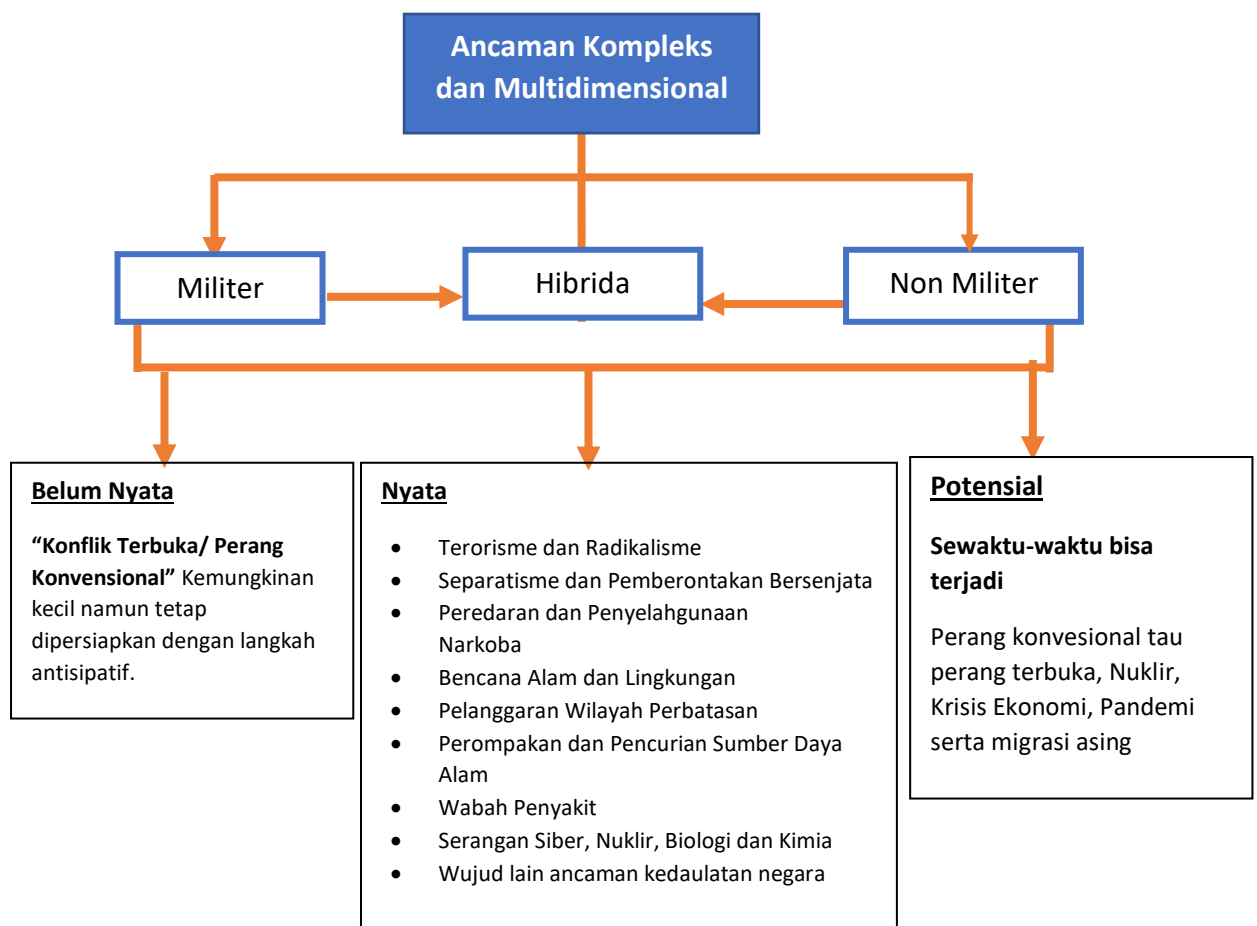 Ancaman Kompleks
dan Multidimensional
Militer
Hibrida
Non Militer
Belum Nyata
“Konflik Terbuka/ Perang
Konvensional” Kemungkinan
kecil namun tetap
dipersiapkan dengan langkah
antisipatif.
Nyata
• Terorisme dan Radikalisme
• Separatisme dan Pemberontakan Bersenjata
• Peredaran dan Penyelahgunaan
Narkoba
• Bencana Alam dan Lingkungan
• Pelanggaran Wilayah Perbatasan
• Perompakan dan Pencurian Sumber Daya
Alam
• Wabah Penyakit
• Serangan Siber, Nuklir, Biologi dan Kimia
• Wujud lain ancaman kedaulatan negara
Potensial
Sewaktu-waktu bisa
terjadi
Perang konvesional tau
perang terbuka, Nuklir,
Krisis Ekonomi, Pandemi
serta migrasi asing